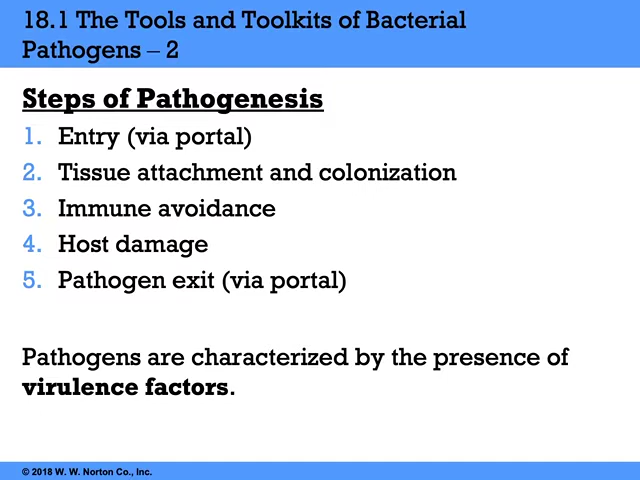 18.1 The Tools and Toolkits of Bacterial
Pathogens – 2
Steps of Pathogenesis
1. Entry (via portal)
2. Tissue attachment and colonization
3. Immune avoidance
4. Host damage
5. Pathogen exit (via portal)
Pathogens are characterized by the presence of
virulence factors.
© 2018 W. W. Norton Co., Inc.